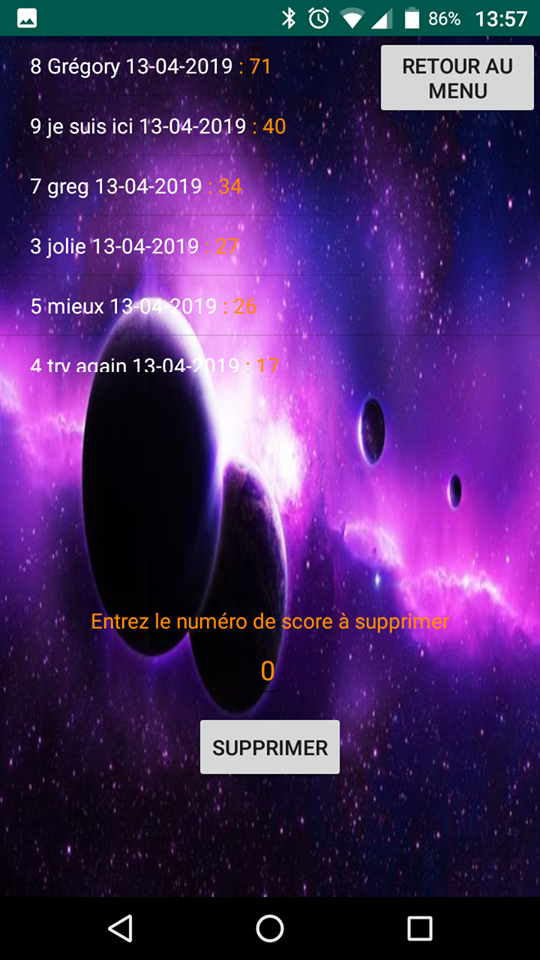 86% 13:57
8 Grégory 13-04-2019 : 71
RETOUR AU
MENU
9 je suis ici 13-04-2019 : 40
7 greg 13-04-2019 : 34
3 jolie 13-04-2019 : 27
5 mieux 13-04-2019 : 26
4 try again 13-04-2019 : 17
Entrez le numéro de score à supprimer
0
SUPPRIMER